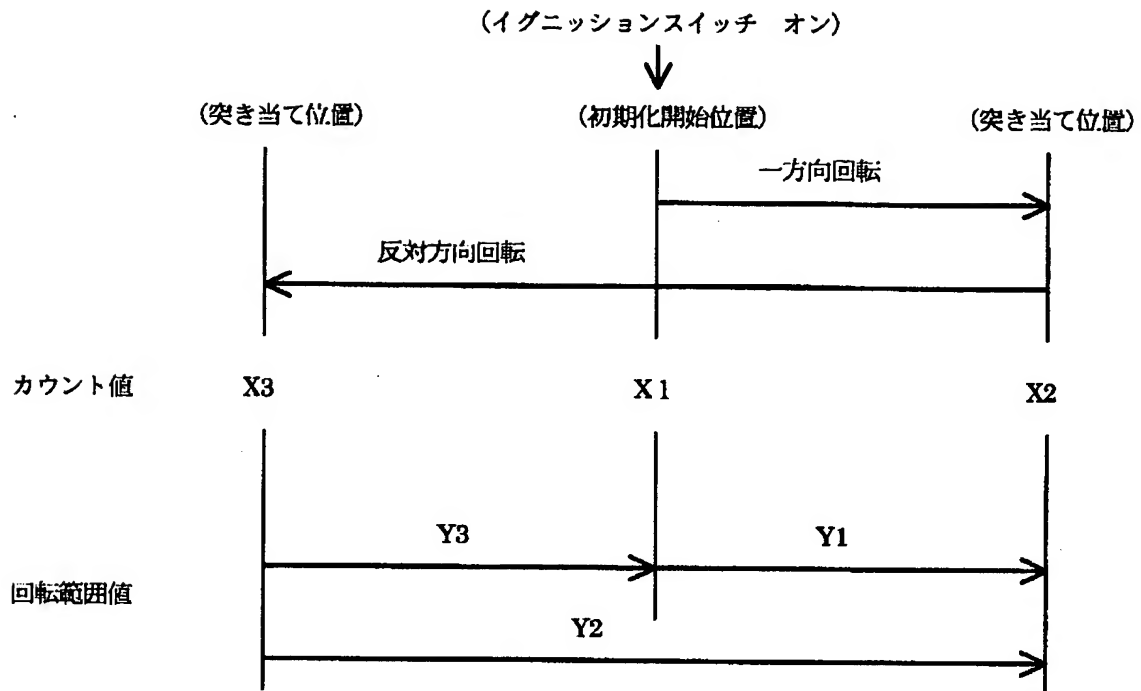 (イグニッションスイッチ オン)
(突き当て位置) (初期化開始位置) (突き当て位置)
一方向回転
反対方向回転
カウント値 X3 X1 X2
Y3 Y1
回転範囲値
Y2